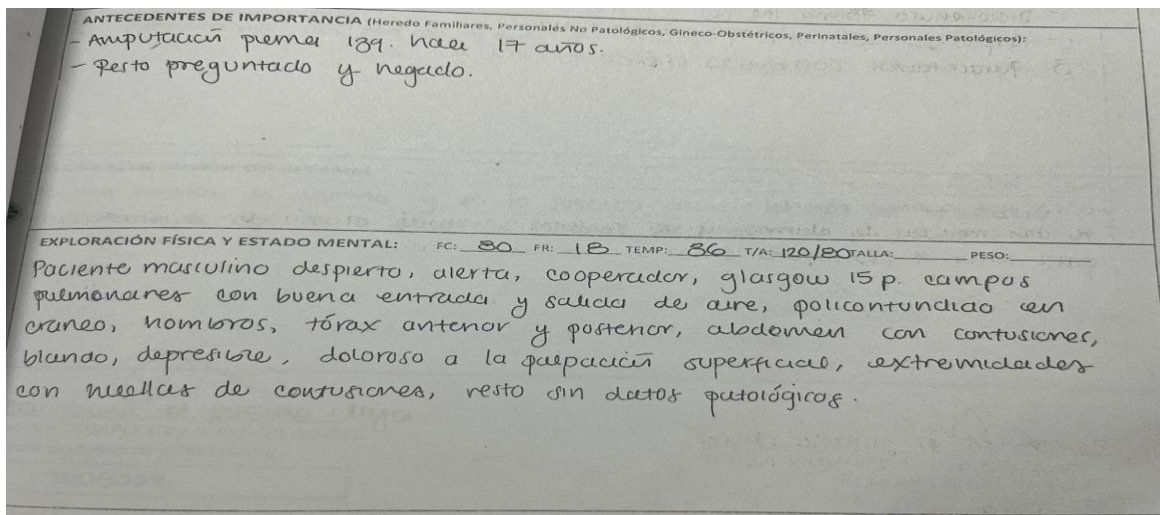 ANTECEDENTES DE IMPORTANCIA (Heredo Familiares, Personales No Patológicos, Gineco-Obstétricos, Perinatales, Personales Patológicos):
- Amputación pierna izq. hace 17 años.
- Resto preguntado y negado.
EXPLORACIÓN FÍSICA Y ESTADO MENTAL: FC: 80 FR: 18 TEMP: 36 T/A: 120/80 TALLA: PESO:
Paciente masculino despierto, alerta, cooperador, glasgow 15 p. campos
pulmonares con buena entrada y salida de aire, policontundido en
craneo, hombros, tórax anterior y posterior, abdomen con contusiones,
blando, depresible, doloroso a la palpación superficial, extremidades
con huellas de contusiones, resto sin datos patológicos.